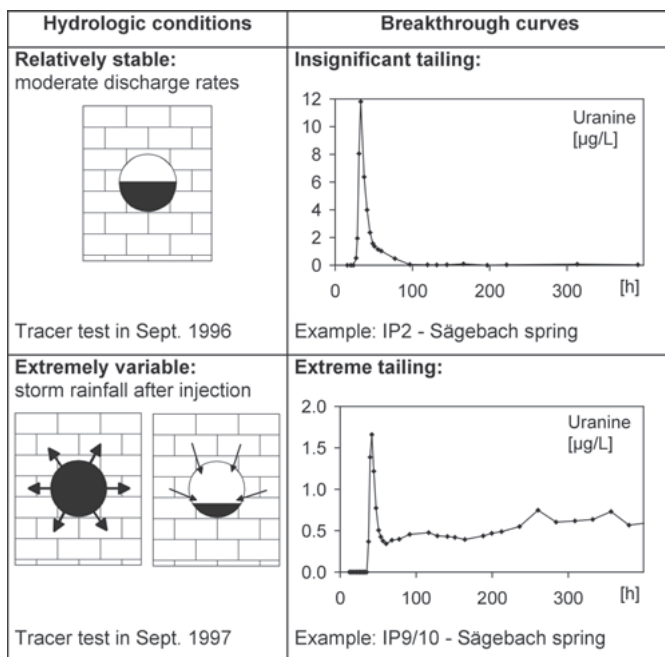 Hydrologic conditions
Breakthrough curves
Relatively stable:
moderate discharge rates
Tracer test in Sept. 1996
Insignificant tailing:
Uranine
[µg/L]
12
10
8
6
4
2
0
0 100 200 300 [h]
Example: IP2 - Sägebach spring
Extremely variable:
storm rainfall after injection
Tracer test in Sept. 1997
Extreme tailing:
Uranine
[µg/L]
2.0
1.5
1.0
0.5
0.0
0 100 200 300 [h]
Example: IP9/10 - Sägebach spring